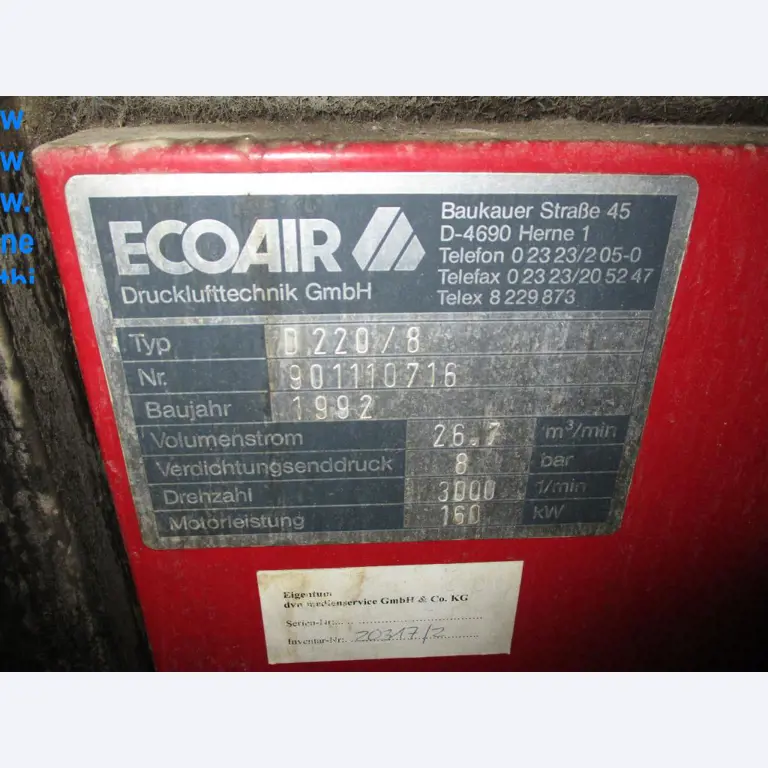 w
w
w.
ne
ECOAIR
Drucklufttechnik GmbH
Baukauer Straße 45
D-4690 Herne 1
Telefon 0 23 23/2 05-0
Telefax 0 23 23/20 52 47
Telex 8 229 873
Typ D 220/8
Nr. 901110716
Baujahr 1992
Volumenstrom 26.7 m³/min
Verdichtungsenddruck 8 bar
Drehzahl 3000 1/min
Motorleistung 160 kW
Eigentum
medienservice GmbH & Co. KG
Serien-Nr.:
Inventar-Nr.: 20317/2